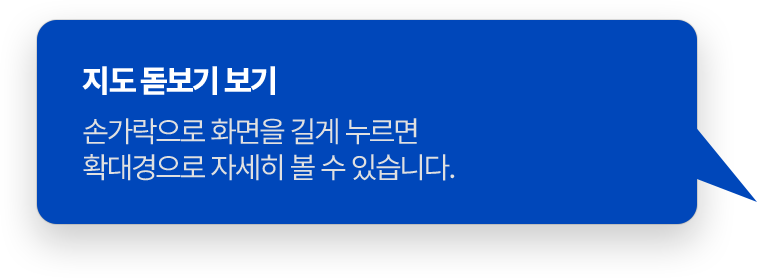 지도 돋보기 보기
손가락으로 화면을 길게 누르면
확대경으로 자세히 볼 수 있습니다.